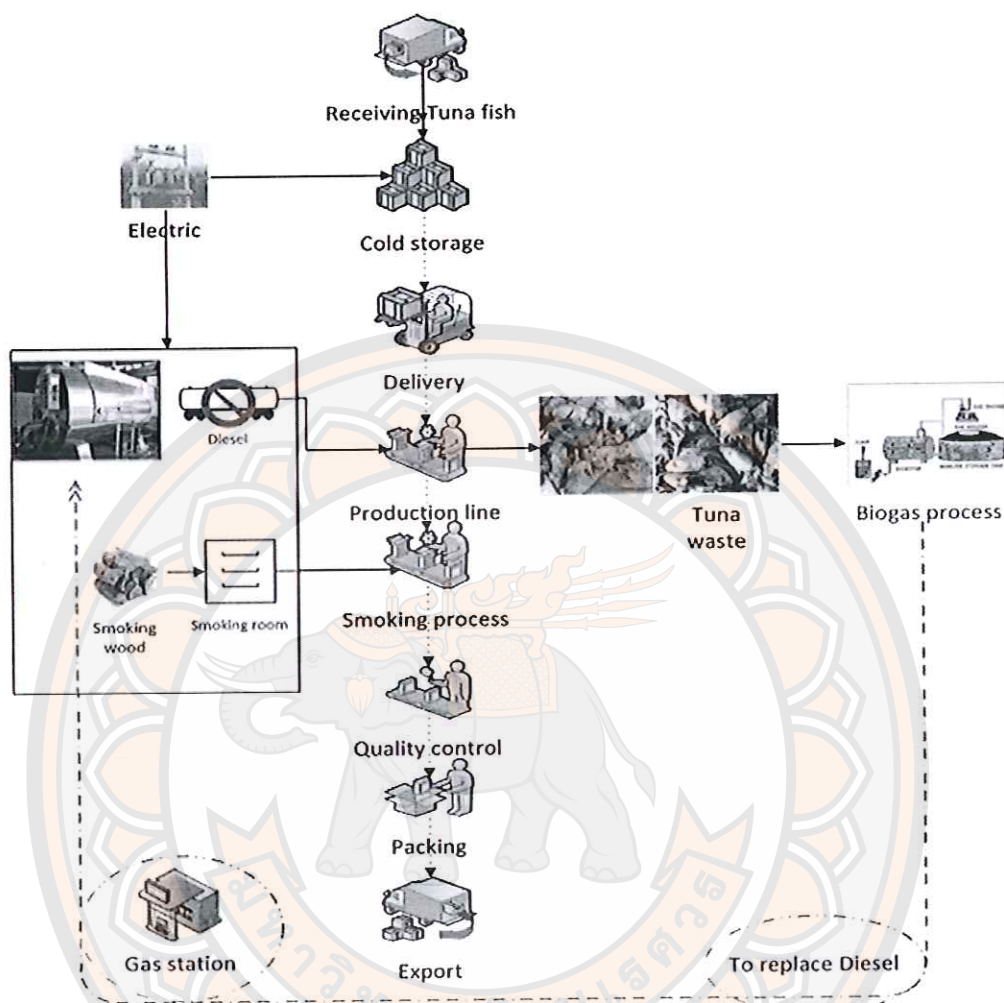 Receiving Tuna fish
Electric
Cold storage
Delivery
Diesel
Production line
Tuna
waste
Biogas process
Smoking
wood
Smoking room
Smoking process
Quality control
Packing
Gas station
Export
To replace Diesel